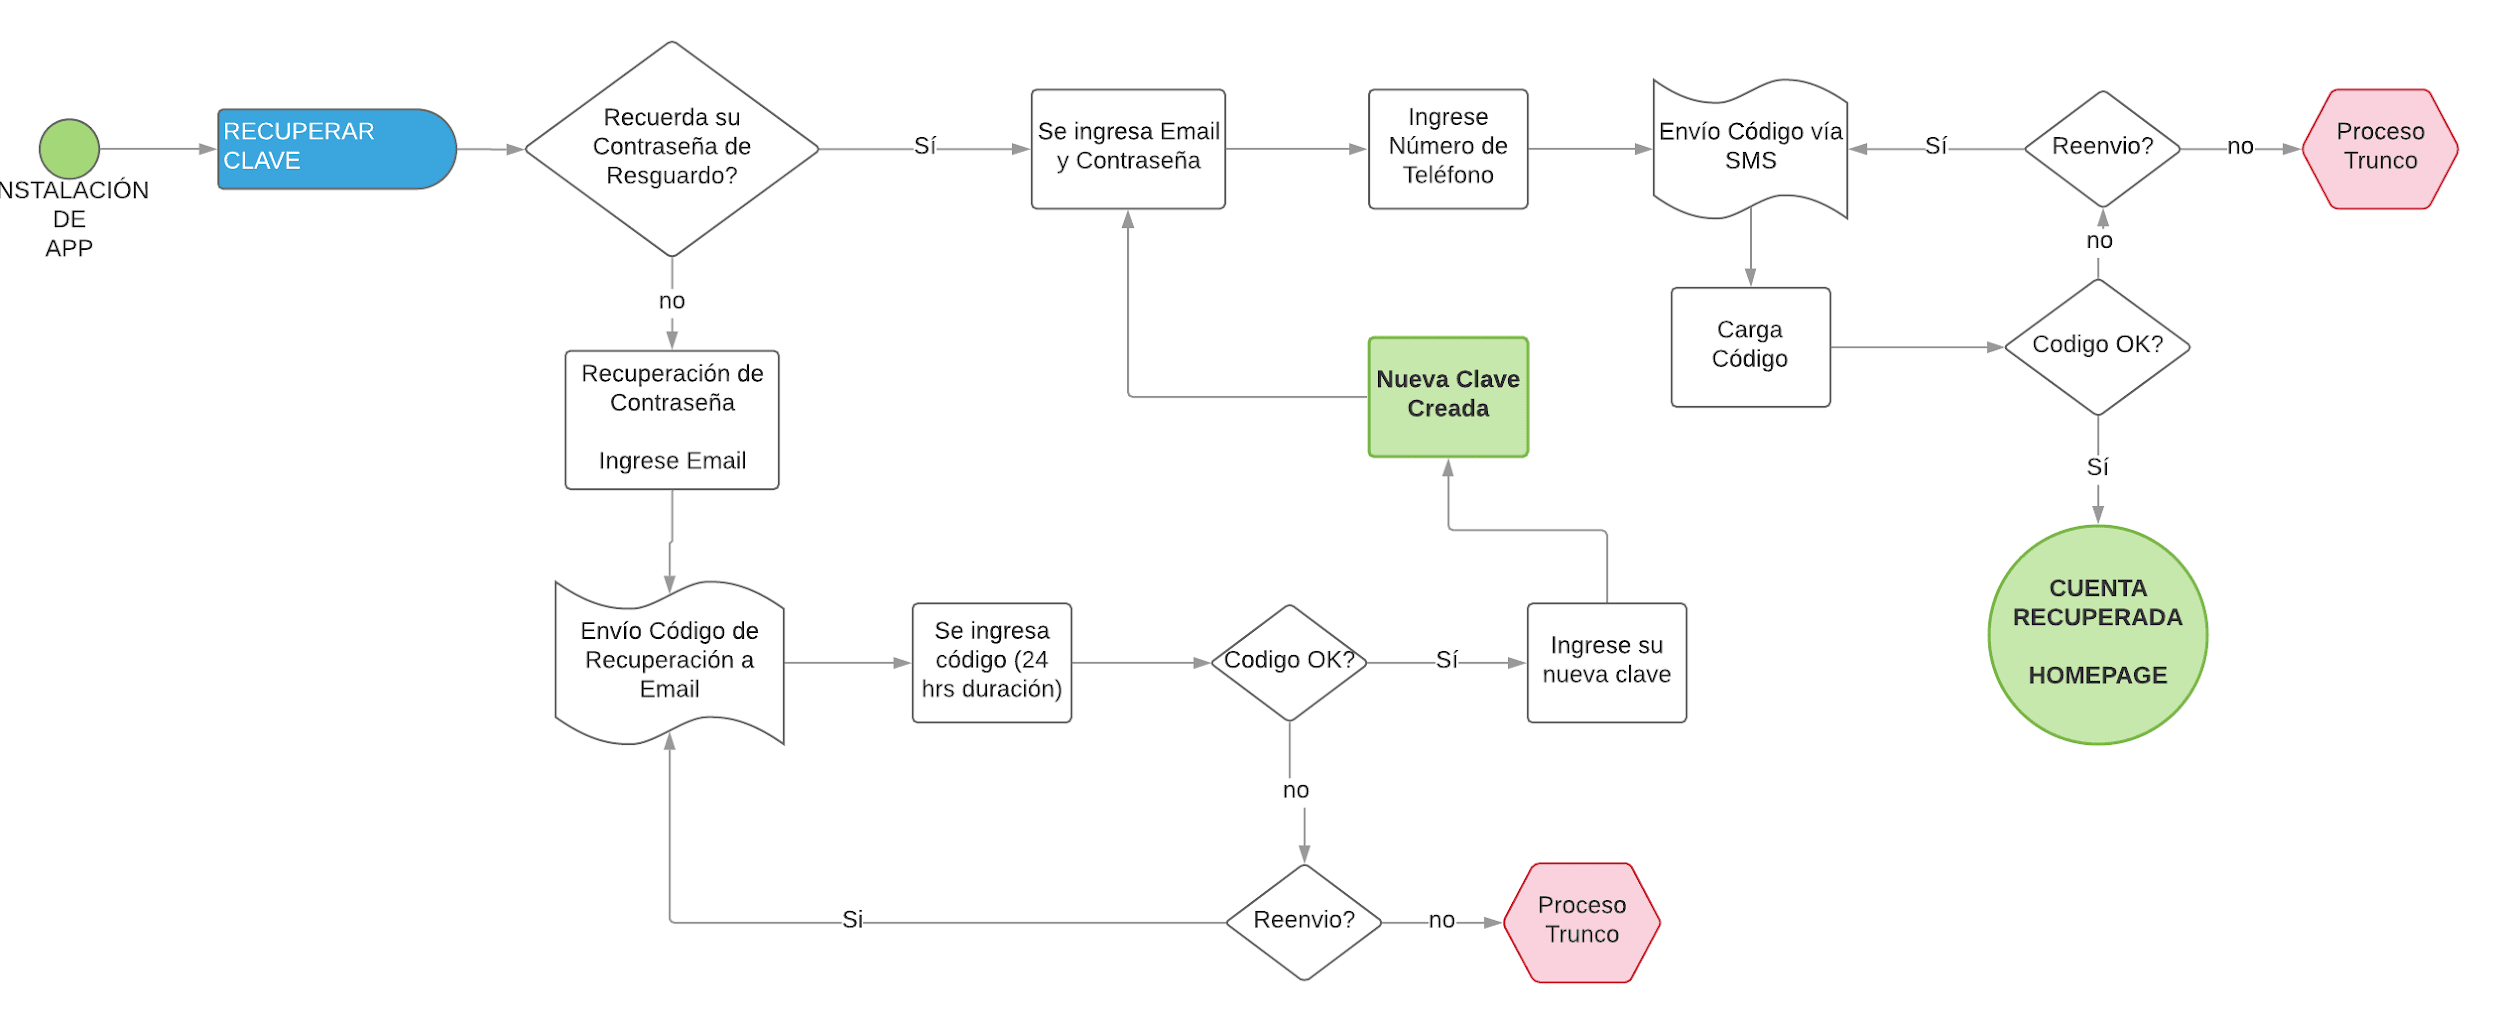 NSTALACIÓN
DE
APP
RECUPERAR
CLAVE
Recuerda su
Contraseña de
Resguardo?
Sí
Se ingresa Email
y Contraseña
Ingrese
Número de
Teléfono
Envío Código vía
SMS
Sí
Reenvio?
no
Proceso
Trunco
no
no
Carga
Código
Codigo OK?
Sí
CUENTA
RECUPERADA
HOMEPAGE
Recuperación de
Contraseña
Ingrese Email
Nueva Clave
Creada
Envío Código de
Recuperación a
Email
Se ingresa
código (24
hrs duración)
Codigo OK?
Sí
Ingrese su
nueva clave
no
Si
Reenvio?
no
Proceso
Trunco